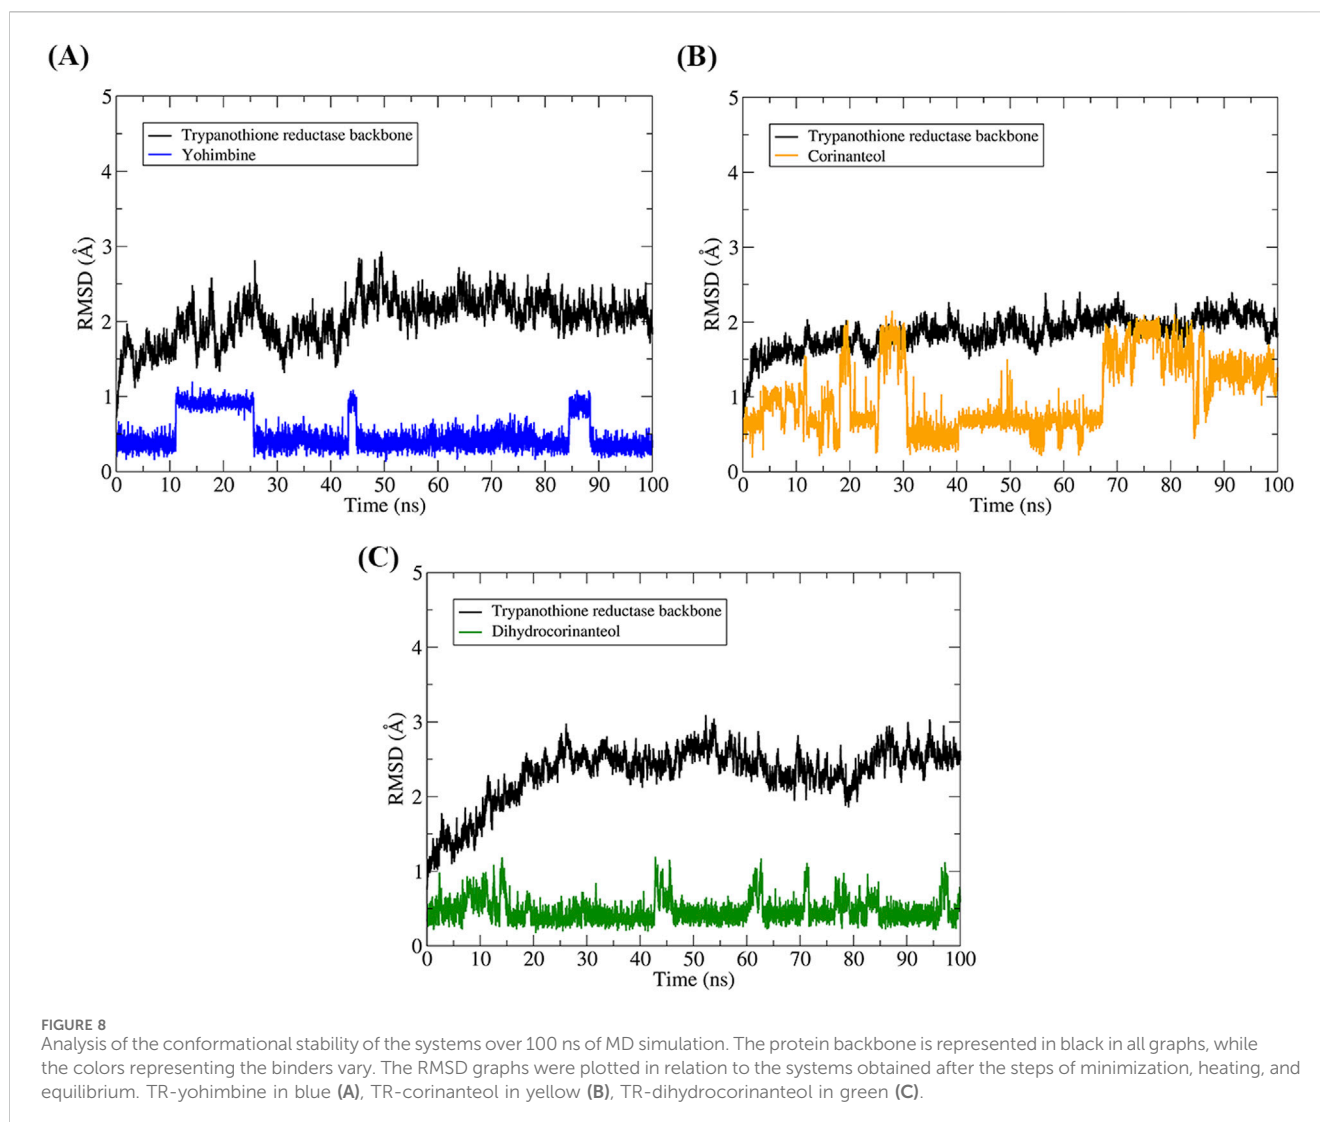 (A)
5
4
3
2
1
0
RMSD (Å)
Trypanothione reductase backbone
Yohimbine
0 10 20 30 40 50 60 70 80 90 100
Time (ns)
(B)
5
4
3
2
1
0
RMSD (Å)
Trypanothione reductase backbone
Corinanteol
0 10 20 30 40 50 60 70 80 90 100
Time (ns)
(C)
5
4
3
2
1
0
RMSD (Å)
Trypanothione reductase backbone
Dihydrocorinanteol
0 10 20 30 40 50 60 70 80 90 100
Time (ns)
FIGURE 8
Analysis of the conformational stability of the systems over 100 ns of MD simulation. The protein backbone is represented in black in all graphs, while
the colors representing the binders vary. The RMSD graphs were plotted in relation to the systems obtained after the steps of minimization, heating, and
equilibrium. TR-yohimbine in blue (A), TR-corinanteol in yellow (B), TR-dihydrocorinanteol in green (C).